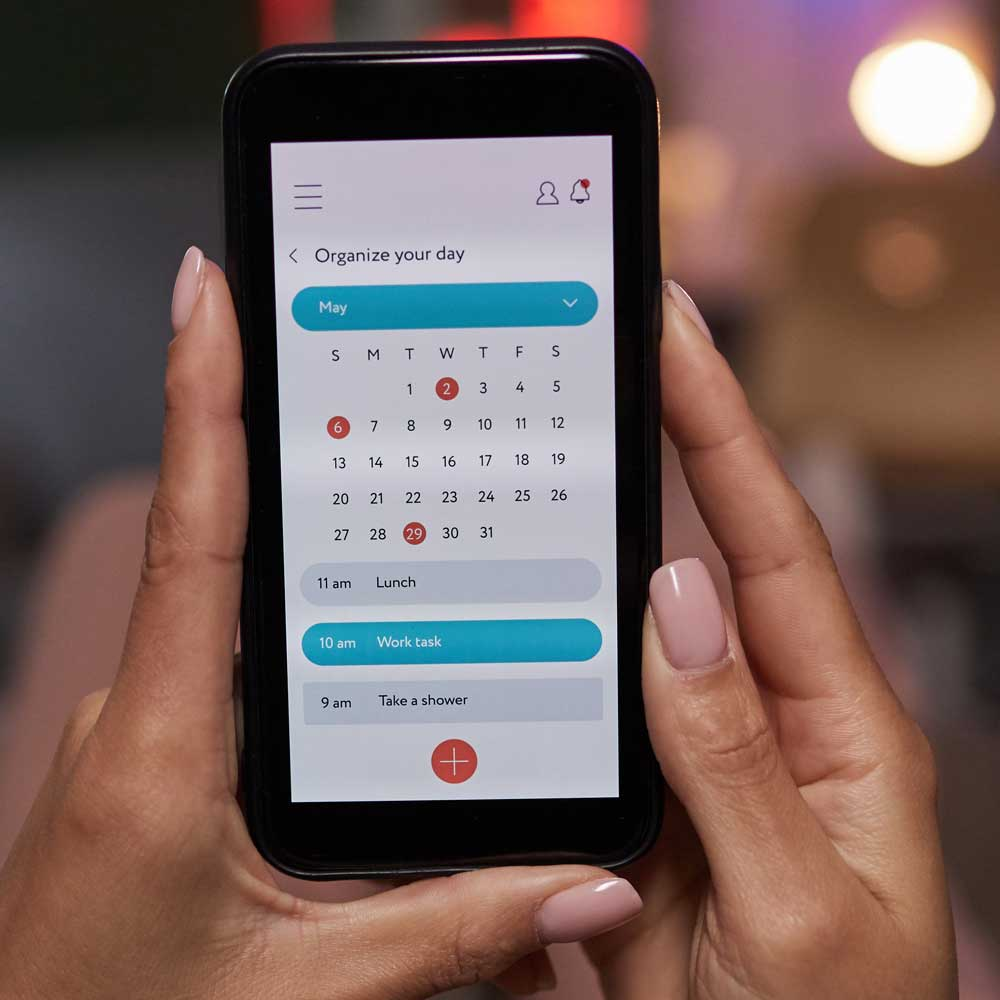 Organize your day
May
S M T W T F S
1 2 3 4 5
6 7 8 9 10 11 12
13 14 15 16 17 18 19
20 21 22 23 24 25 26
27 28 29 30 31
11 am Lunch
10 am Work task
9 am Take a shower